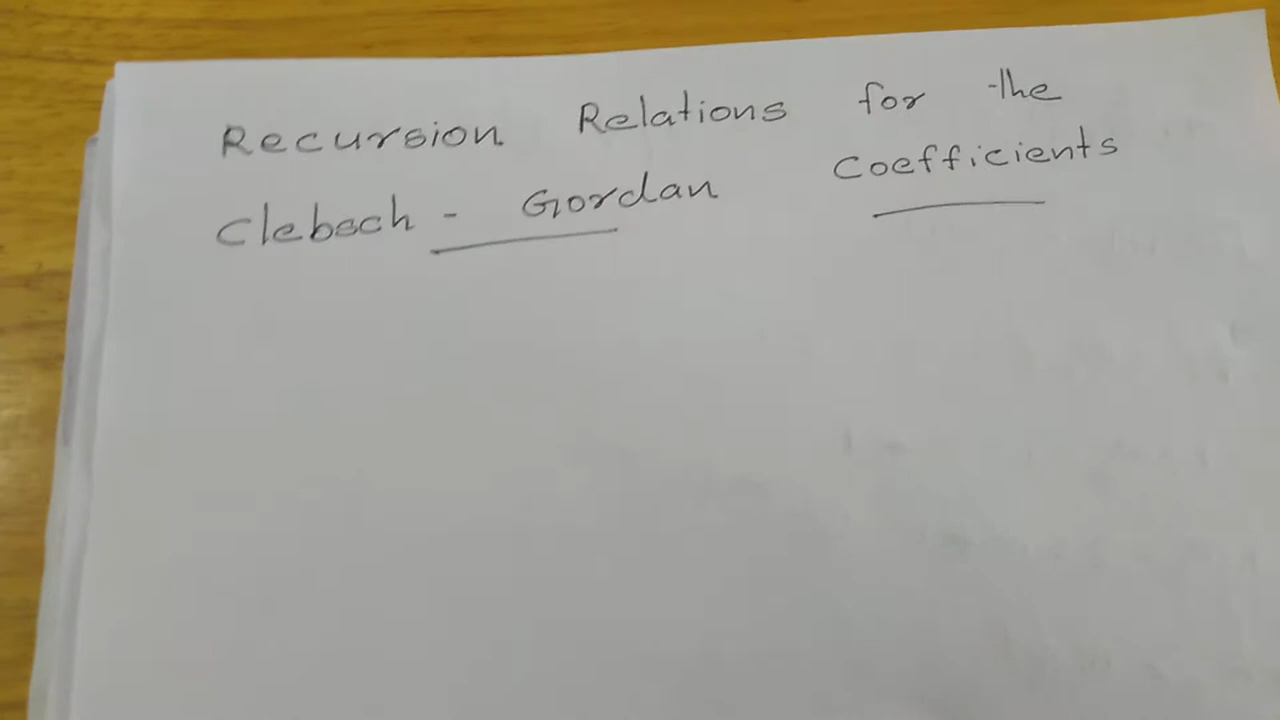 Recursion Relations for the
Clebsch - Gordan Coefficients